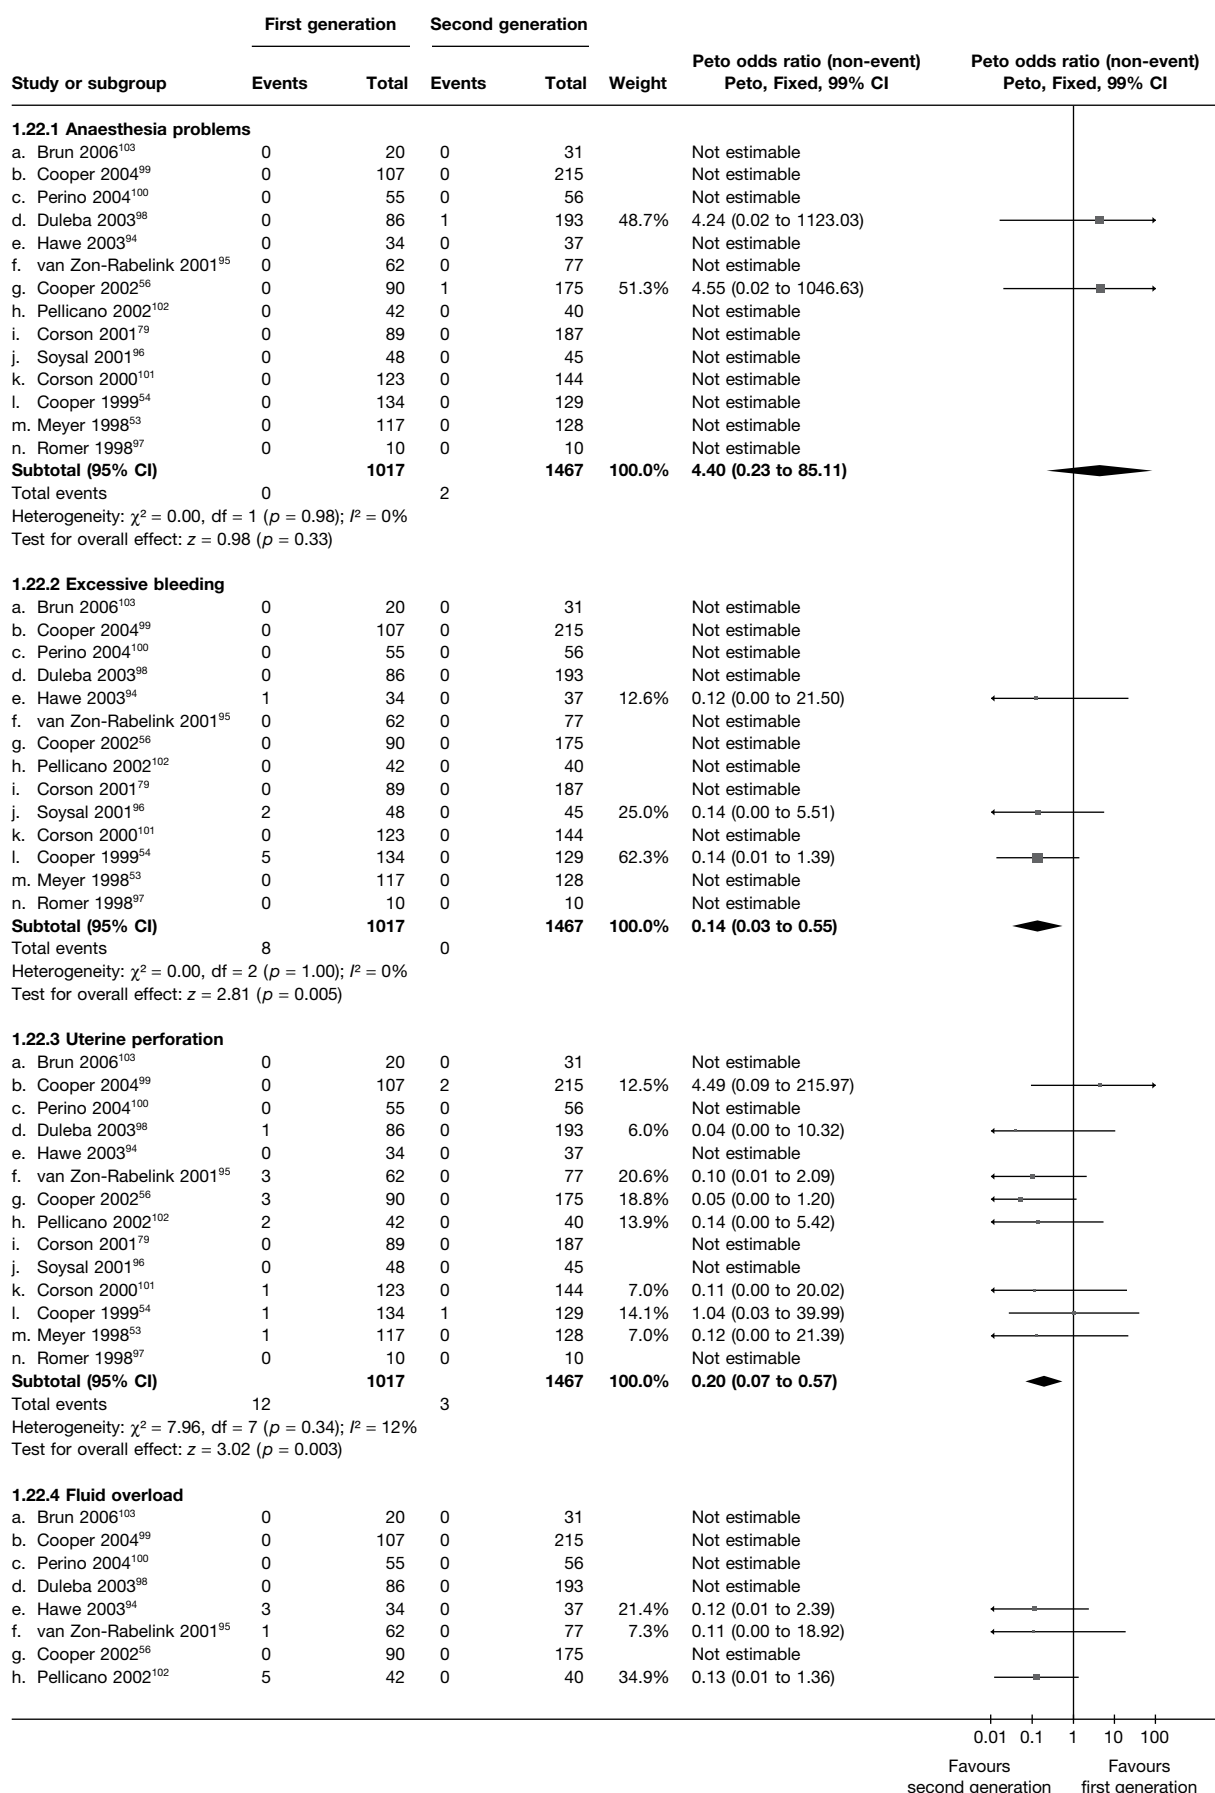 First generation Second generation
Peto odds ratio (non-event) Peto odds ratio (non-event)
Study or subgroup Events Total Events Total Weight Peto, Fixed, 99% CI Peto, Fixed, 99% CI
1.22.1 Anaesthesia problems
a. Brun 2006¹⁰³ 0 20 0 31 Not estimable
b. Cooper 2004⁹⁹ 0 107 0 215 Not estimable
c. Perino 2004¹⁰⁰ 0 55 0 56 Not estimable
d. Duleba 2003⁹⁸ 0 86 1 193 48.7% 4.24 (0.02 to 1123.03)
e. Hawe 2003⁹⁴ 0 34 0 37 Not estimable
f. van Zon-Rabelink 2001⁹⁵ 0 62 0 77 Not estimable
g. Cooper 2002⁵⁶ 0 90 1 175 51.3% 4.55 (0.02 to 1046.63)
h. Pellicano 2002¹⁰² 0 42 0 40 Not estimable
i. Corson 2001⁷⁹ 0 89 0 187 Not estimable
j. Soysal 2001⁹⁶ 0 48 0 45 Not estimable
k. Corson 2000¹⁰¹ 0 123 0 144 Not estimable
l. Cooper 1999⁵⁴ 0 134 0 129 Not estimable
m. Meyer 1998⁵³ 0 117 0 128 Not estimable
n. Romer 1998⁹⁷ 0 10 0 10 Not estimable
Subtotal (95% CI) 1017 1467 100.0% 4.40 (0.23 to 85.11)
Total events 0 2
Heterogeneity: χ² = 0.00, df = 1 (p = 0.98); I² = 0%
Test for overall effect: z = 0.98 (p = 0.33)
1.22.2 Excessive bleeding
a. Brun 2006¹⁰³ 0 20 0 31 Not estimable
b. Cooper 2004⁹⁹ 0 107 0 215 Not estimable
c. Perino 2004¹⁰⁰ 0 55 0 56 Not estimable
d. Duleba 2003⁹⁸ 0 86 0 193 Not estimable
e. Hawe 2003⁹⁴ 1 34 0 37 12.6% 0.12 (0.00 to 21.50)
f. van Zon-Rabelink 2001⁹⁵ 0 62 0 77 Not estimable
g. Cooper 2002⁵⁶ 0 90 0 175 Not estimable
h. Pellicano 2002¹⁰² 0 42 0 40 Not estimable
i. Corson 2001⁷⁹ 0 89 0 187 Not estimable
j. Soysal 2001⁹⁶ 2 48 0 45 25.0% 0.14 (0.00 to 5.51)
k. Corson 2000¹⁰¹ 0 123 0 144 Not estimable
l. Cooper 1999⁵⁴ 5 134 0 129 62.3% 0.14 (0.01 to 1.39)
m. Meyer 1998⁵³ 0 117 0 128 Not estimable
n. Romer 1998⁹⁷ 0 10 0 10 Not estimable
Subtotal (95% CI) 1017 1467 100.0% 0.14 (0.03 to 0.55)
Total events 8 0
Heterogeneity: χ² = 0.00, df = 2 (p = 1.00); I² = 0%
Test for overall effect: z = 2.81 (p = 0.005)
1.22.3 Uterine perforation
a. Brun 2006¹⁰³ 0 20 0 31 Not estimable
b. Cooper 2004⁹⁹ 0 107 2 215 12.5% 4.49 (0.09 to 215.97)
c. Perino 2004¹⁰⁰ 0 55 0 56 Not estimable
d. Duleba 2003⁹⁸ 1 86 0 193 6.0% 0.04 (0.00 to 10.32)
e. Hawe 2003⁹⁴ 0 34 0 37 Not estimable
f. van Zon-Rabelink 2001⁹⁵ 3 62 0 77 20.6% 0.10 (0.01 to 2.09)
g. Cooper 2002⁵⁶ 3 90 0 175 18.8% 0.05 (0.00 to 1.20)
h. Pellicano 2002¹⁰² 2 42 0 40 13.9% 0.14 (0.00 to 5.42)
i. Corson 2001⁷⁹ 0 89 0 187 Not estimable
j. Soysal 2001⁹⁶ 0 48 0 45 Not estimable
k. Corson 2000¹⁰¹ 1 123 0 144 7.0% 0.11 (0.00 to 20.02)
l. Cooper 1999⁵⁴ 1 134 1 129 14.1% 1.04 (0.03 to 39.99)
m. Meyer 1998⁵³ 1 117 0 128 7.0% 0.12 (0.00 to 21.39)
n. Romer 1998⁹⁷ 0 10 0 10 Not estimable
Subtotal (95% CI) 1017 1467 100.0% 0.20 (0.07 to 0.57)
Total events 12 3
Heterogeneity: χ² = 7.96, df = 7 (p = 0.34); I² = 12%
Test for overall effect: z = 3.02 (p = 0.003)
1.22.4 Fluid overload
a. Brun 2006¹⁰³ 0 20 0 31 Not estimable
b. Cooper 2004⁹⁹ 0 107 0 215 Not estimable
c. Perino 2004¹⁰⁰ 0 55 0 56 Not estimable
d. Duleba 2003⁹⁸ 0 86 0 193 Not estimable
e. Hawe 2003⁹⁴ 3 34 0 37 21.4% 0.12 (0.01 to 2.39)
f. van Zon-Rabelink 2001⁹⁵ 1 62 0 77 7.3% 0.11 (0.00 to 18.92)
g. Cooper 2002⁵⁶ 0 90 0 175 Not estimable
h. Pellicano 2002¹⁰² 5 42 0 40 34.9% 0.13 (0.01 to 1.36)
0.01 0.1 1 10 100
Favours Favours
second generation first generation